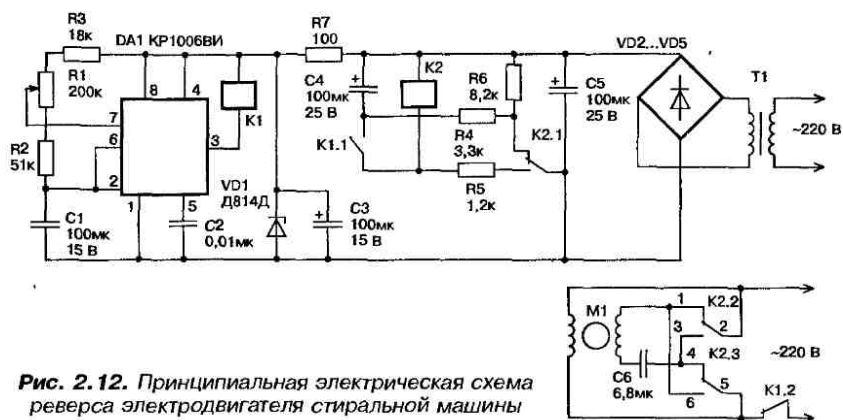 R3
18к
DA1 КР1006ВИ
R7
100
VD2...VD5
R1
200к
8
4
K1
C4
100мк
25 В
K2
R6
8,2к
C5
100мк
25 В
T1
~220 В
7
6
3
R2
51к
2
K1.1
R4
3,3к
K2.1
R5
1,2к
VD1
Д814Д
1
5
C1
100мк
15 В
C2
0,01мк
C3
100мк
15 В
M1
1
K2.2
3
2
4
K2.3
C6
6,8мк
5
6
~220 В
K1.2
Рис. 2.12. Принципиальная электрическая схема
реверса электродвигателя стиральной машины